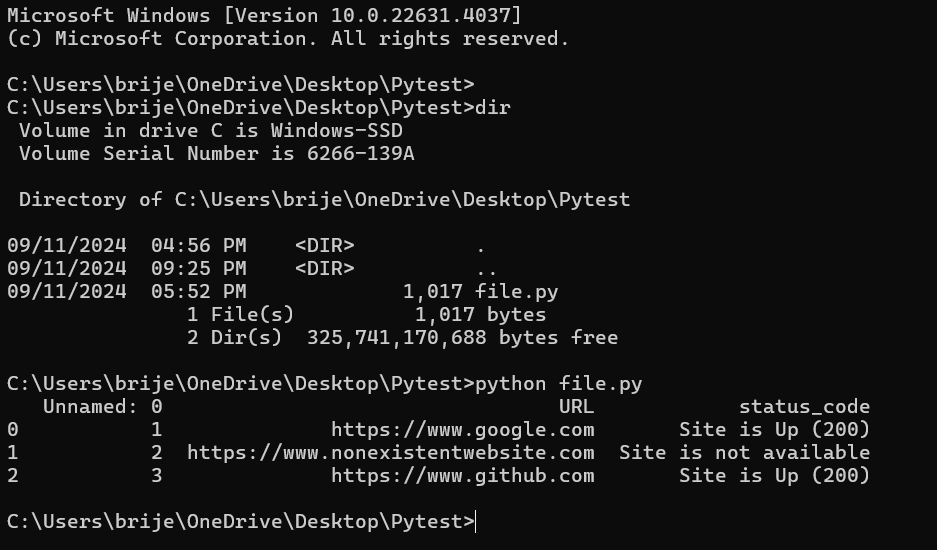 Microsoft Windows [Version 10.0.22631.4037]
(c) Microsoft Corporation. All rights reserved.
C:\Users\brije\OneDrive\Desktop\Pytest>
C:\Users\brije\OneDrive\Desktop\Pytest>dir
 Volume in drive C is Windows-SSD
 Volume Serial Number is 6266-139A
 Directory of C:\Users\brije\OneDrive\Desktop\Pytest
09/11/2024  04:56 PM    <DIR>          .
09/11/2024  09:25 PM    <DIR>          ..
09/11/2024  05:52 PM             1,017 file.py
               1 File(s)          1,017 bytes
               2 Dir(s)  325,741,170,688 bytes free
C:\Users\brije\OneDrive\Desktop\Pytest>python file.py
   Unnamed: 0                                 URL            status_code
0           1              https://www.google.com       Site is Up (200)
1           2  https://www.nonexistentwebsite.com  Site is not available
2           3              https://www.github.com       Site is Up (200)
C:\Users\brije\OneDrive\Desktop\Pytest>